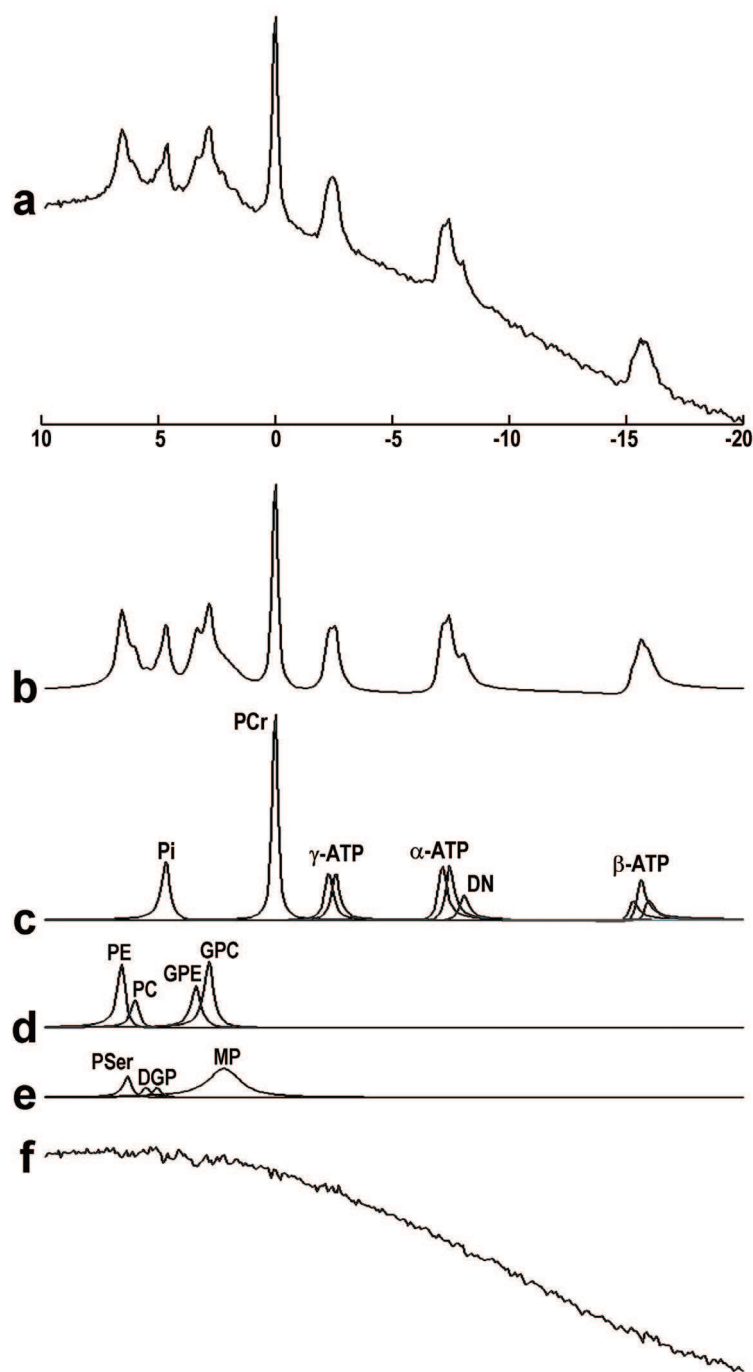 a
10 5 0 -5 -10 -15 -20
b
PCr
Pi γ-ATP α-ATP DN β-ATP
c
PE PC GPE GPC
d
PSer DGP MP
e
f